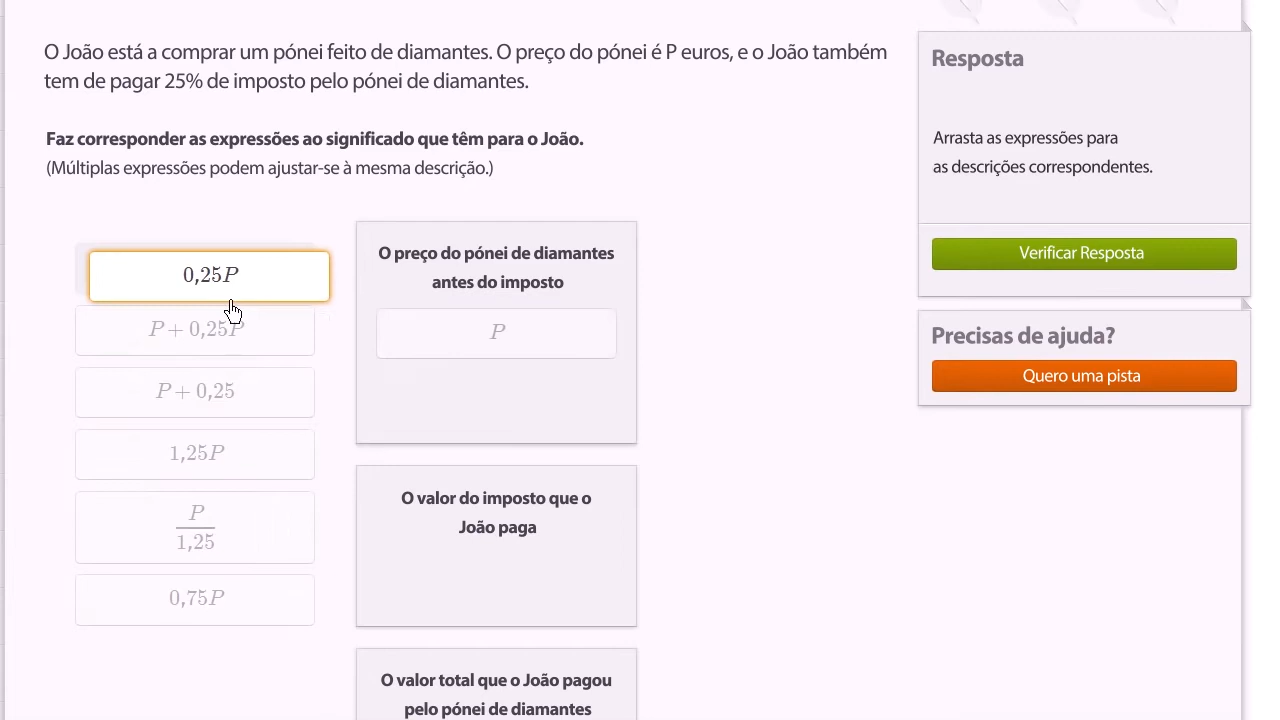 O João está a comprar um pónei feito de diamantes. O preço do pónei é P euros, e o João também
tem de pagar 25% de imposto pelo pónei de diamantes.
Faz corresponder as expressões ao significado que têm para o João.
(Múltiplas expressões podem ajustar-se à mesma descrição.)
0,25P
P + 0,25P
P + 0,25
1,25P
P
1,25
0,75P
O preço do pónei de diamantes
antes do imposto
P
O valor do imposto que o
João paga
O valor total que o João pagou
pelo pónei de diamantes
Resposta
Arrasta as expressões para
as descrições correspondentes.
Verificar Resposta
Precisas de ajuda?
Quero uma pista